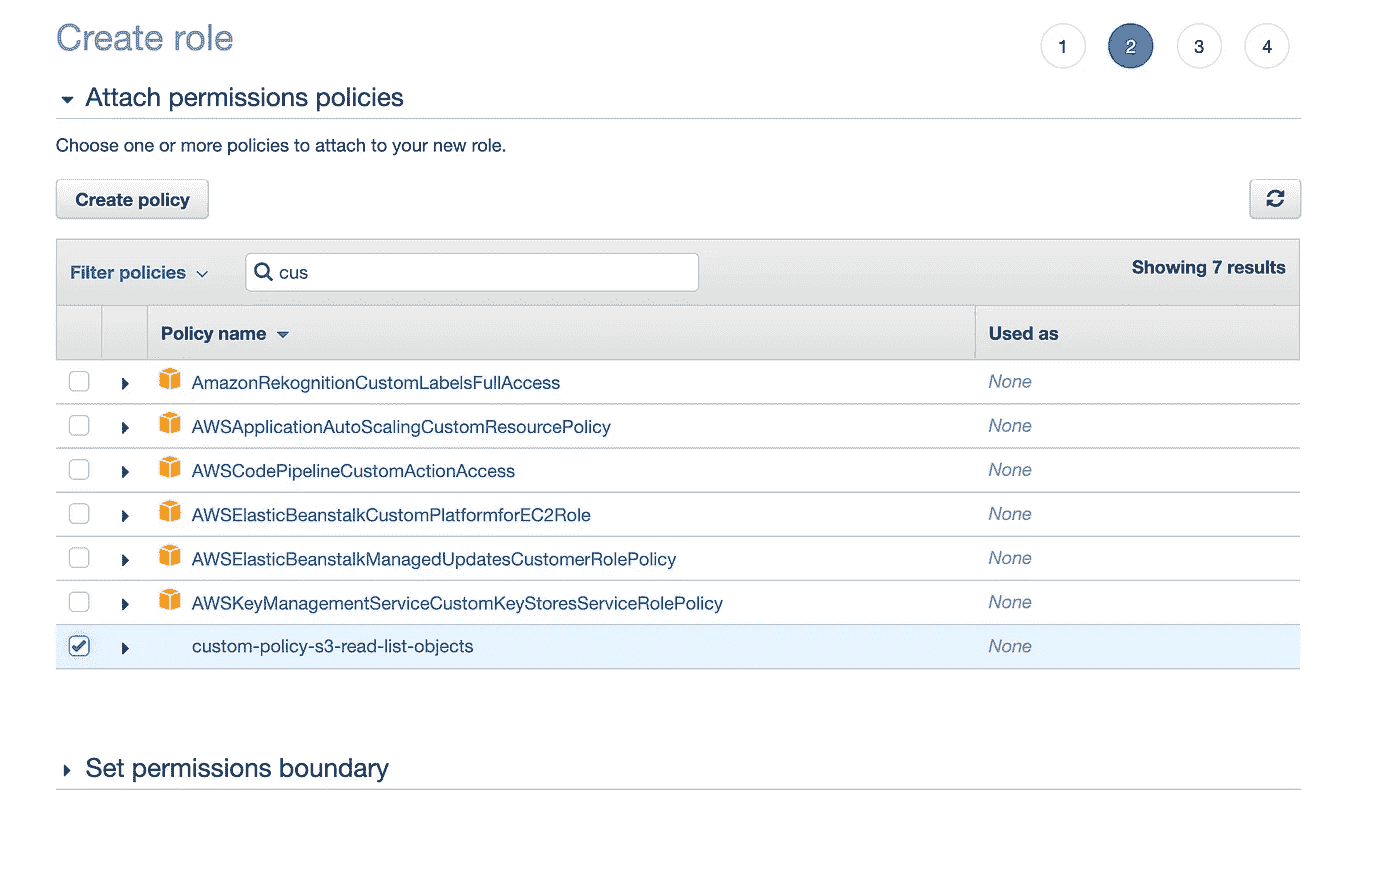 Create role
1 2 3 4
Attach permissions policies
Choose one or more policies to attach to your new role.
Create policy
Filter policies cus Showing 7 results
Policy name Used as
AmazonRekognitionCustomLabelsFullAccess None
AWSApplicationAutoScalingCustomResourcePolicy None
AWSCodePipelineCustomActionAccess None
AWSElasticBeanstalkCustomPlatformforEC2Role None
AWSElasticBeanstalkManagedUpdatesCustomerRolePolicy None
AWSKeyManagementServiceCustomKeyStoresServiceRolePolicy None
custom-policy-s3-read-list-objects None
Set permissions boundary